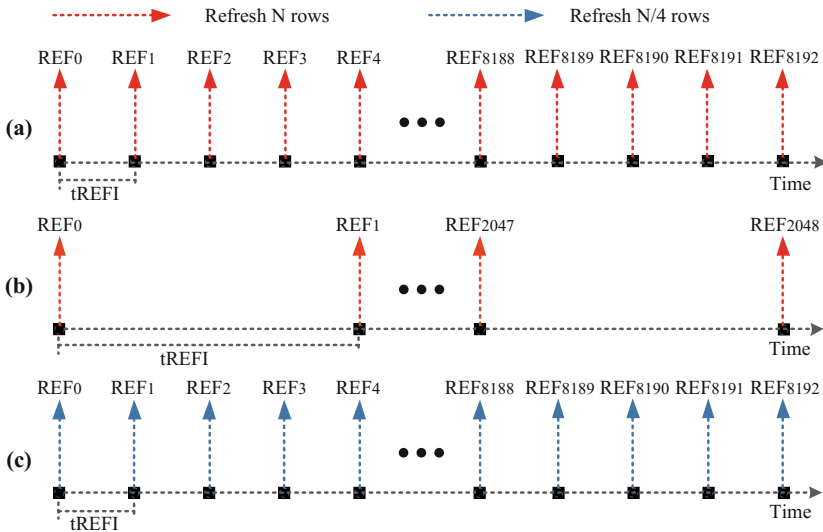 Refresh N rows Refresh N/4 rows
REF0 REF1 REF2 REF3 REF4 REF8188 REF8189 REF8190 REF8191 REF8192
(a)
tREFI
Time
REF0 REF1 REF2047 REF2048
(b)
tREFI
Time
REF0 REF1 REF2 REF3 REF4 REF8188 REF8189 REF8190 REF8191 REF8192
(c)
tREFI
Time